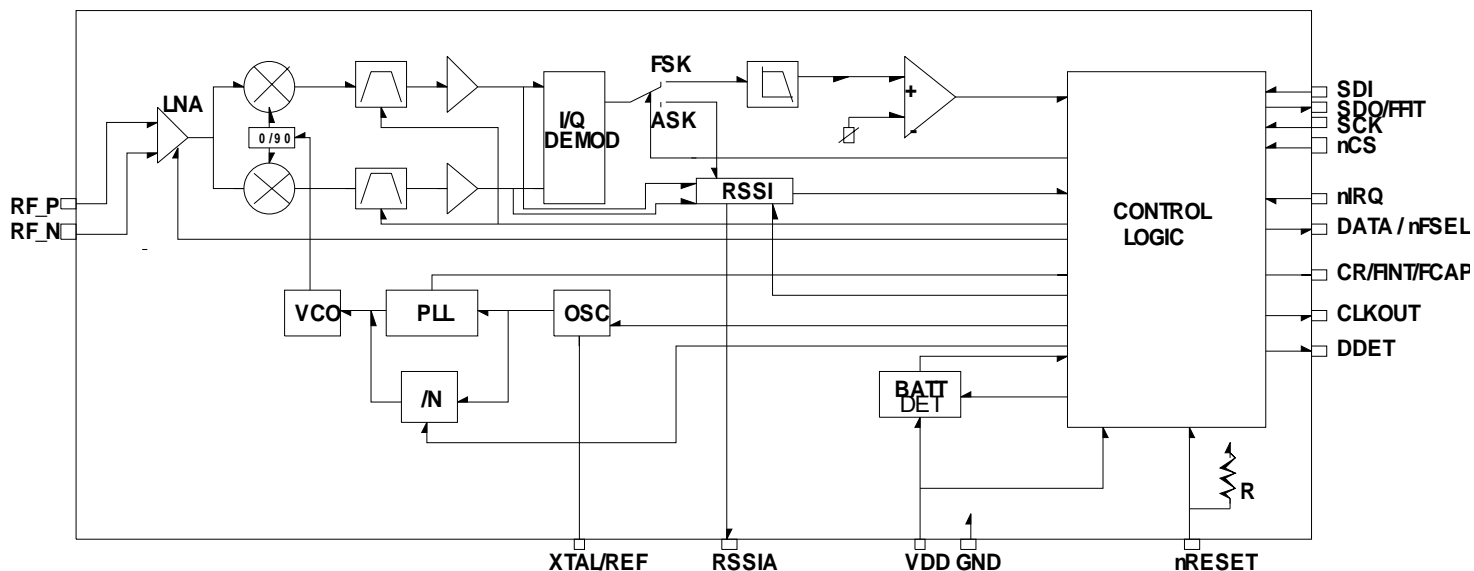 FSK
LNA
ASK
I/Q
DEMOD
0/90
+
-
RSSI
CONTROL
LOGIC
SDI
SDO/FFIT
SCK
nCS
nIRQ
DATA / nFSEL
CR/FINT/FCAP
CLKOUT
DDET
RF_P
RF_N
VCO
PLL
OSC
/N
BATT
DET
R
XTAL/REF
RSSIA
VDD GND
nRESET